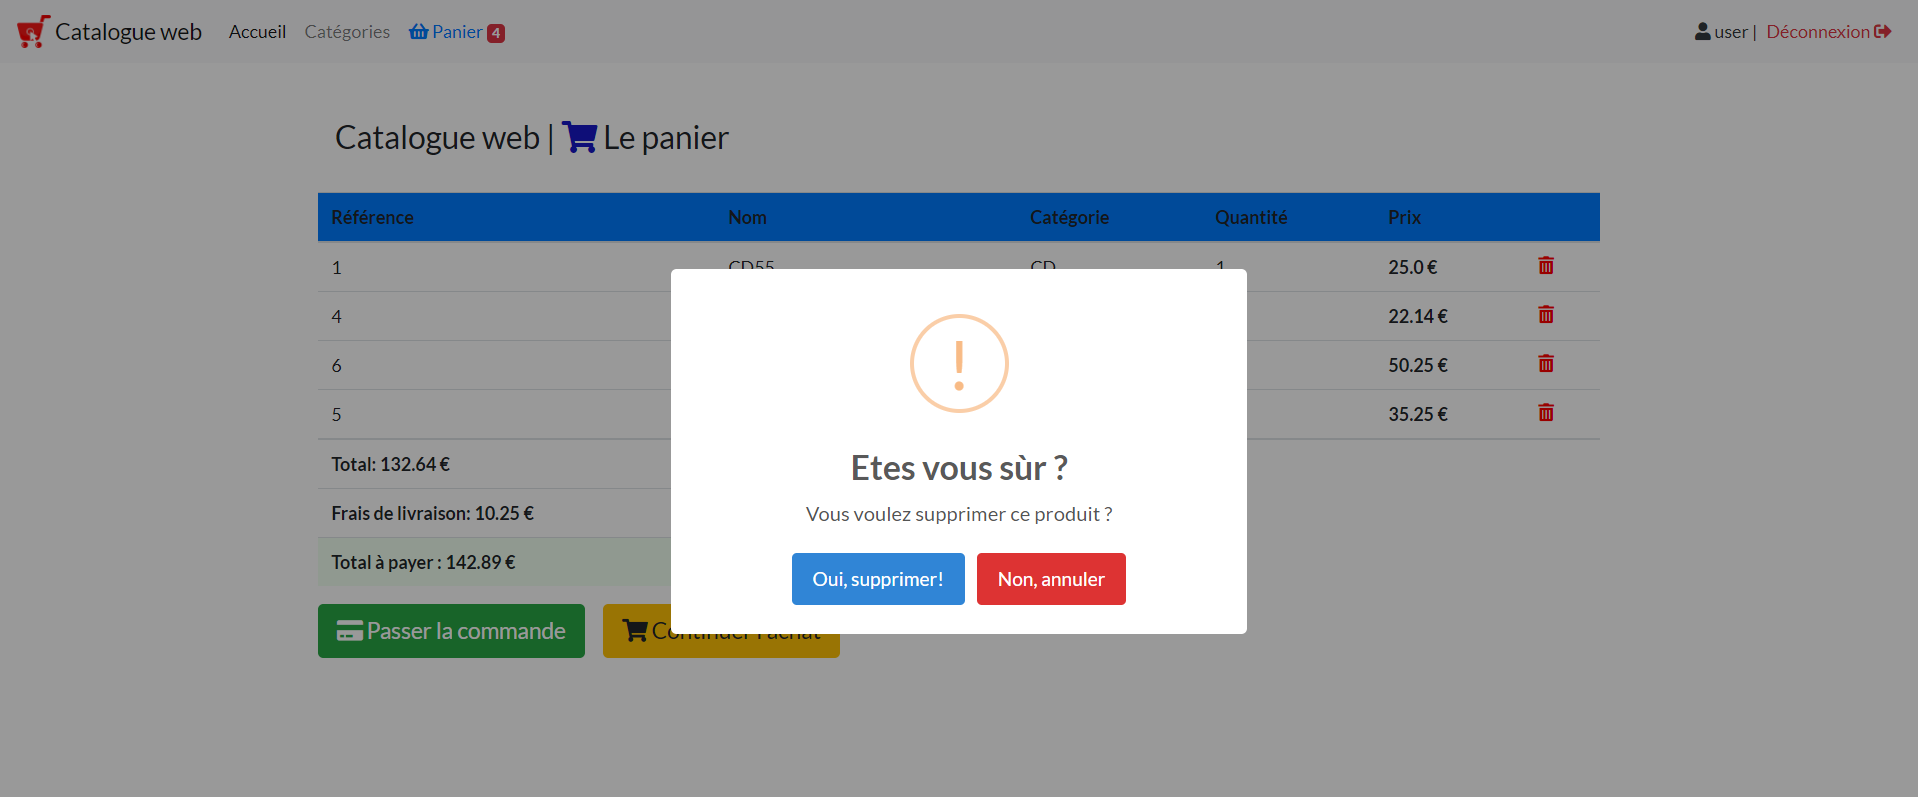 Catalogue web Accueil Catégories Panier 4 user | Déconnexion
Catalogue web | Le panier
Référence Nom Catégorie Quantité Prix
1 CD55 CD 1 25.0 €
4 22.14 €
6 50.25 €
5 35.25 €
Total: 132.64 €
Frais de livraison: 10.25 €
Total à payer : 142.89 €
Passer la commande Continuer l'achat
!
Etes vous sùr ?
Vous voulez supprimer ce produit ?
Oui, supprimer! Non, annuler